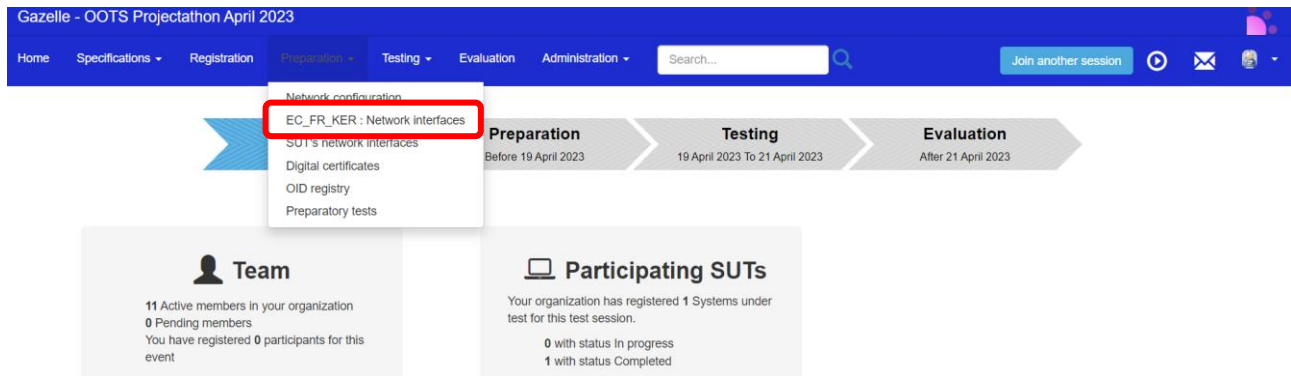 Gazelle - OOTS Projectathon April 2023
Home Specifications Registration Preparation Testing Evaluation Administration Search... Join another session
Network configuration
EC_FR_KER : Network interfaces
SUT's network interfaces
Digital certificates
OID registry
Preparatory tests
Preparation
Before 19 April 2023
Testing
19 April 2023 To 21 April 2023
Evaluation
After 21 April 2023
Team
11 Active members in your organization
0 Pending members
You have registered 0 participants for this
event
Participating SUTs
Your organization has registered 1 Systems under
test for this test session.
0 with status In progress
1 with status Completed